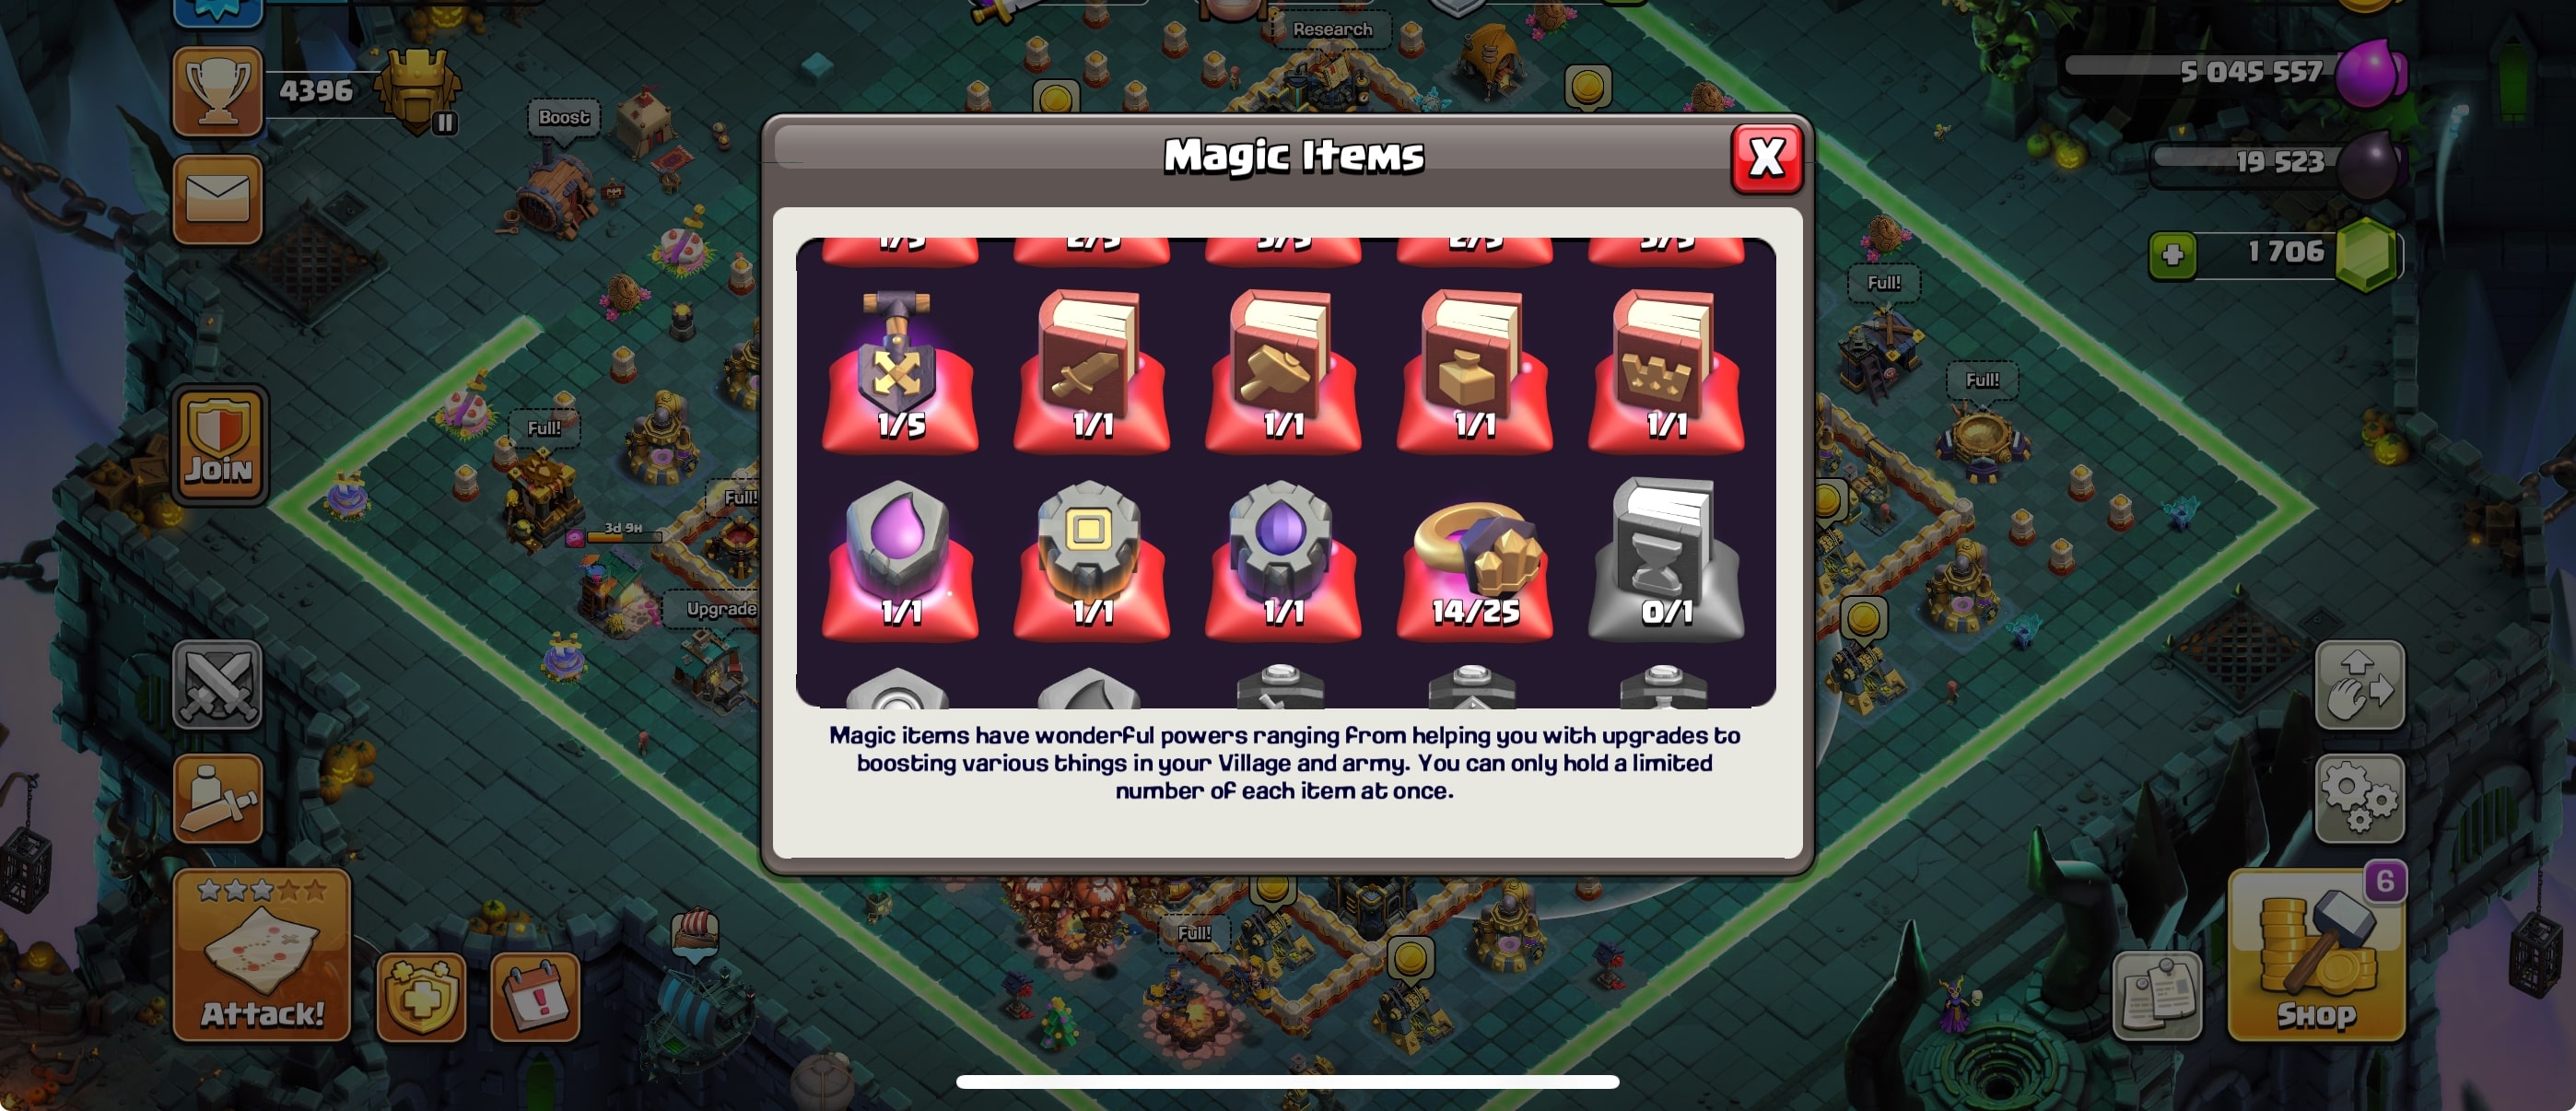 Research
4396
Boost
5 045 557
19 523
1 706
Magic Items
X
1/5
1/1
1/1
1/1
1/1
1/1
1/1
1/1
14/25
0/1
Magic items have wonderful powers ranging from helping you with upgrades to
boosting various things in your Village and army. You can only hold a limited
number of each item at once.
Join
Full!
Full!
3d 9H
Upgrade
Full!
Full!
Full!
Attack!
6
Shop